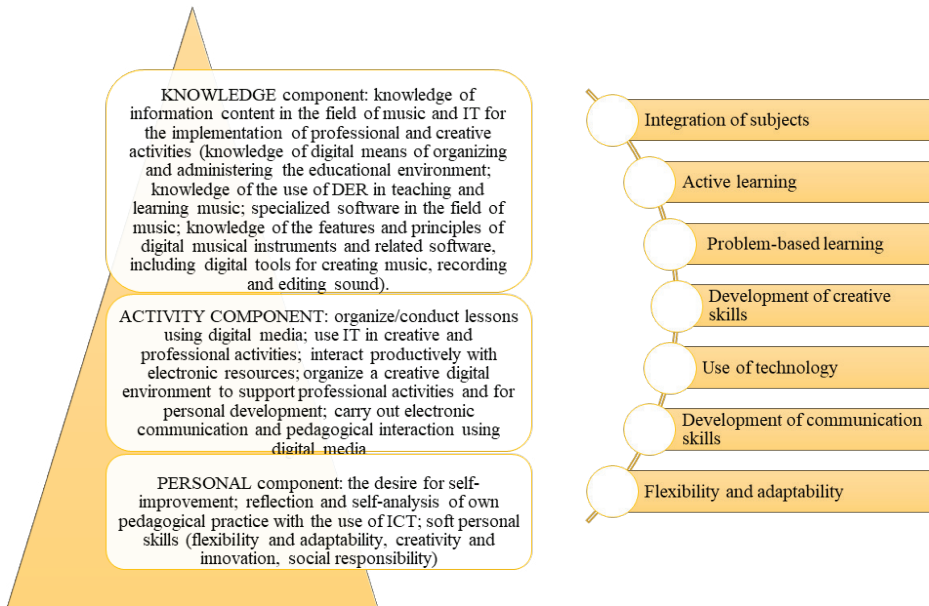 KNOWLEDGE component: knowledge of
information content in the field of music and IT for
the implementation of professional and creative
activities (knowledge of digital means of organizing
and administering the educational environment;
knowledge of the use of DER in teaching and
learning music; specialized software in the field of
music; knowledge of the features and principles of
digital musical instruments and related software,
including digital tools for creating music, recording
and editing sound).
ACTIVITY COMPONENT: organize/conduct lessons
using digital media; use IT in creative and
professional activities; interact productively with
electronic resources; organize a creative digital
environment to support professional activities and for
personal development; carry out electronic
communication and pedagogical interaction using
digital media
PERSONAL component: the desire for self-
improvement; reflection and self-analysis of own
pedagogical practice with the use of ICT; soft personal
skills (flexibility and adaptability, creativity and
innovation, social responsibility)
Integration of subjects
Active learning
Problem-based learning
Development of creative
skills
Use of technology
Development of communication
skills
Flexibility and adaptability